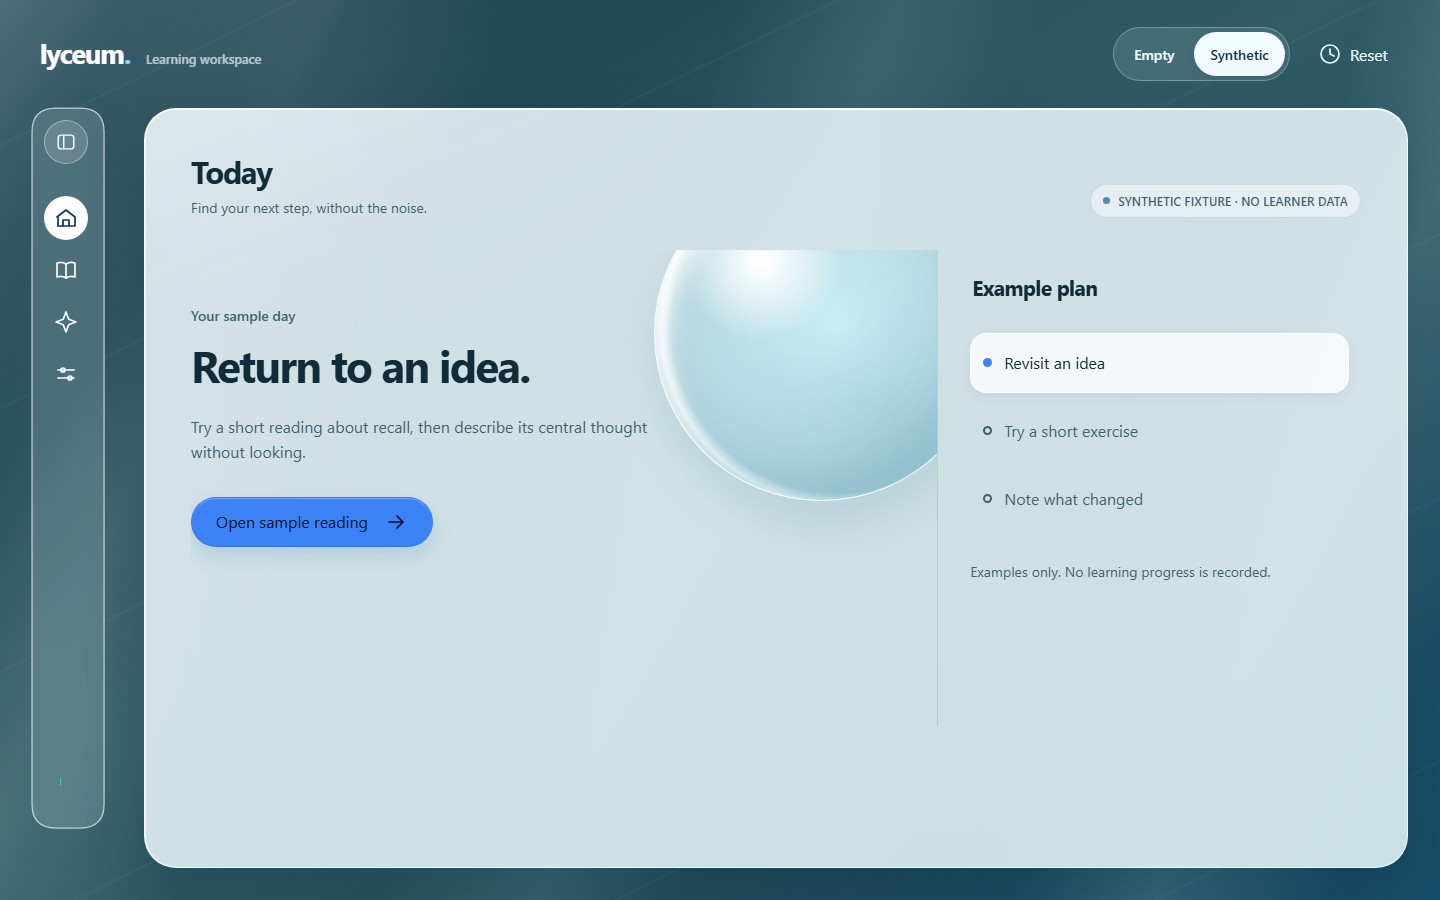 lyceum.
Learning workspace
Empty
Synthetic
Reset
Today
Find your next step, without the noise.
SYNTHETIC FIXTURE · NO LEARNER DATA
Your sample day
Return to an idea.
Try a short reading about recall, then describe its central thought
without looking.
Open sample reading
Example plan
Revisit an idea
Try a short exercise
Note what changed
Examples only. No learning progress is recorded.